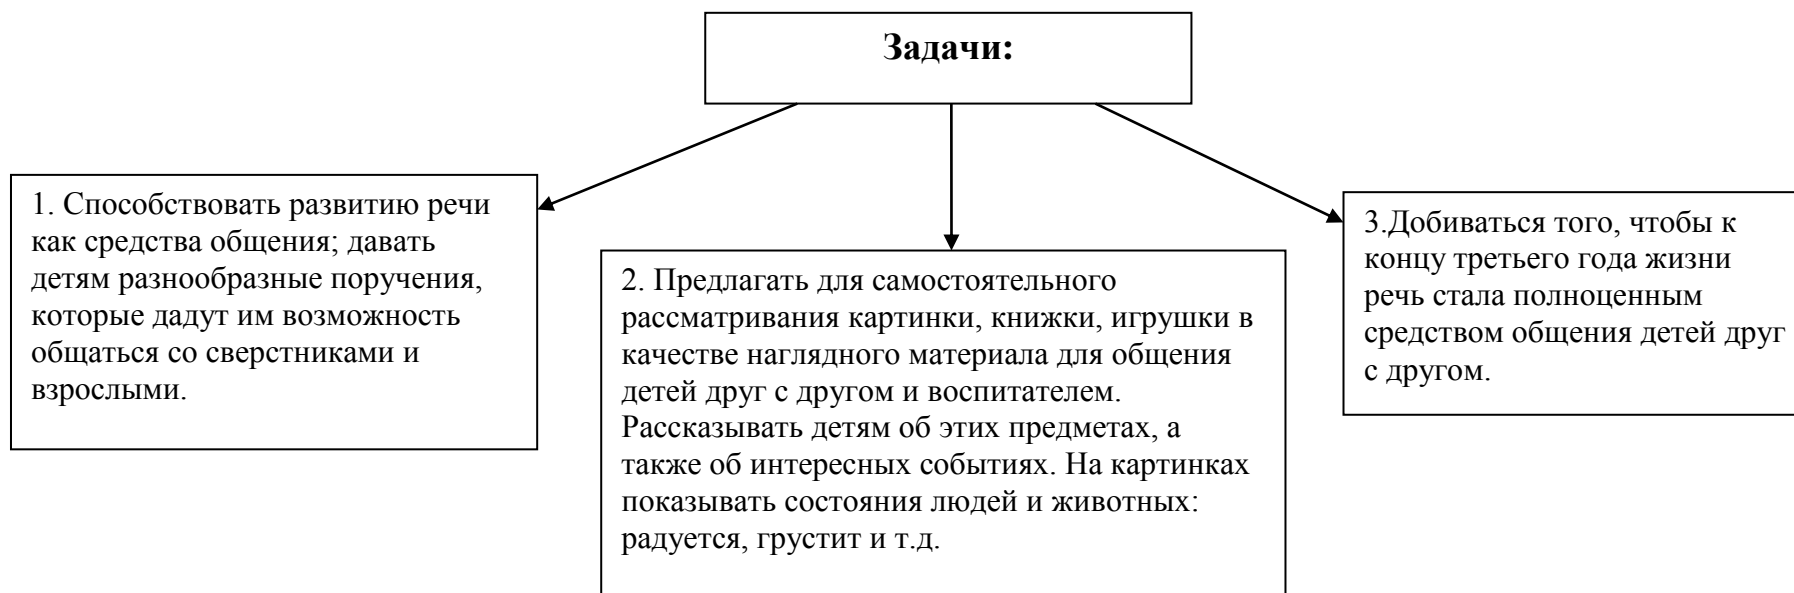 Задачи:
1. Способствовать развитию речи
как средства общения; давать
детям разнообразные поручения,
которые дадут им возможность
общаться со сверстниками и
взрослыми.
2. Предлагать для самостоятельного
рассматривания картинки, книжки, игрушки в
качестве наглядного материала для общения
детей друг с другом и воспитателем.
Рассказывать детям об этих предметах, а
также об интересных событиях. На картинках
показывать состояния людей и животных:
радуется, грустит и т.д.
3.Добиваться того, чтобы к
концу третьего года жизни
речь стала полноценным
средством общения детей друг
с другом.